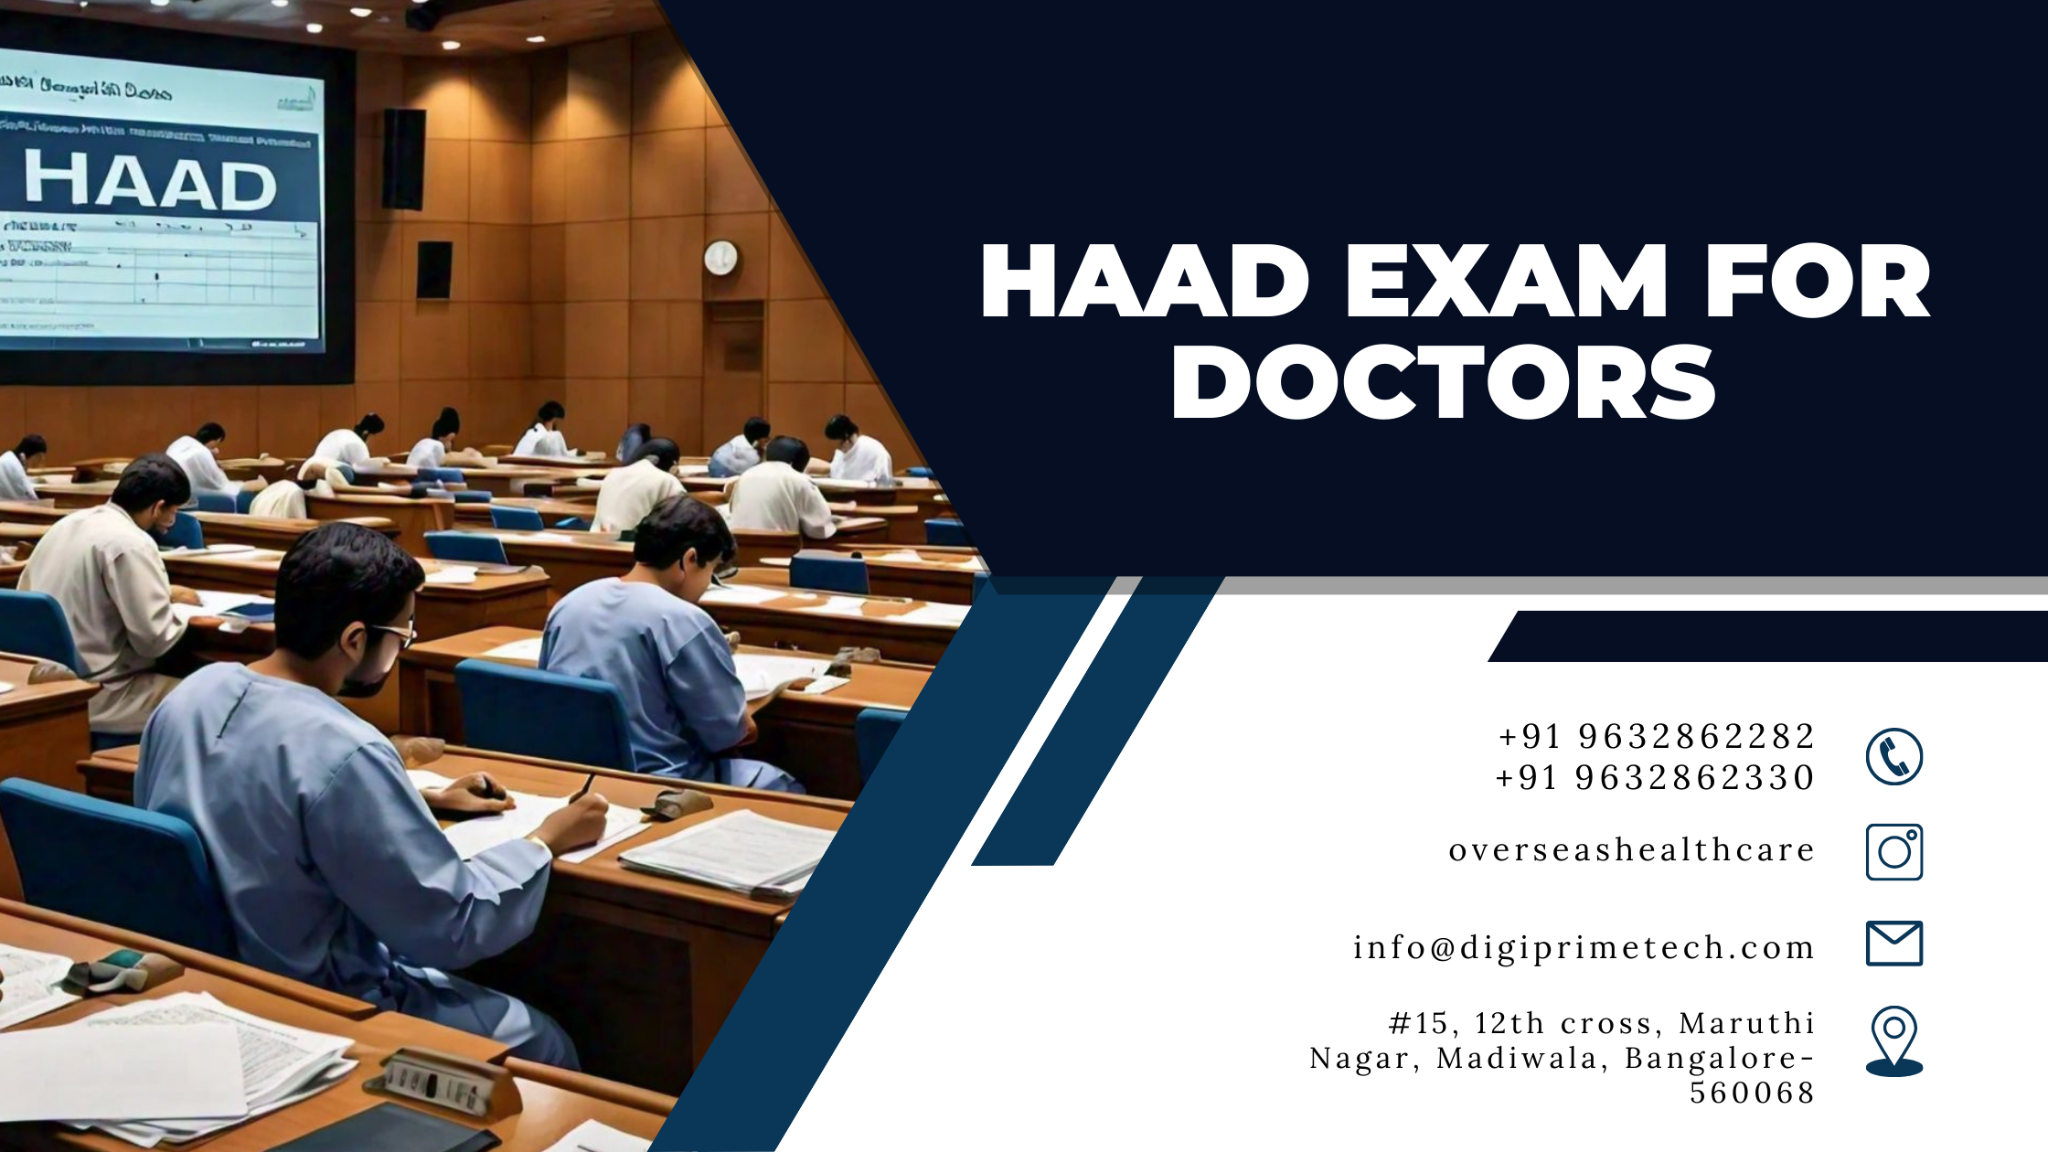 HAAD
HAAD EXAM FOR
DOCTORS
+91 9632862282
+91 9632862330
overseashealthcare
info@digiprimetech.com
#15, 12th cross, Maruthi
Nagar, Madiwala, Bangalore-
560068